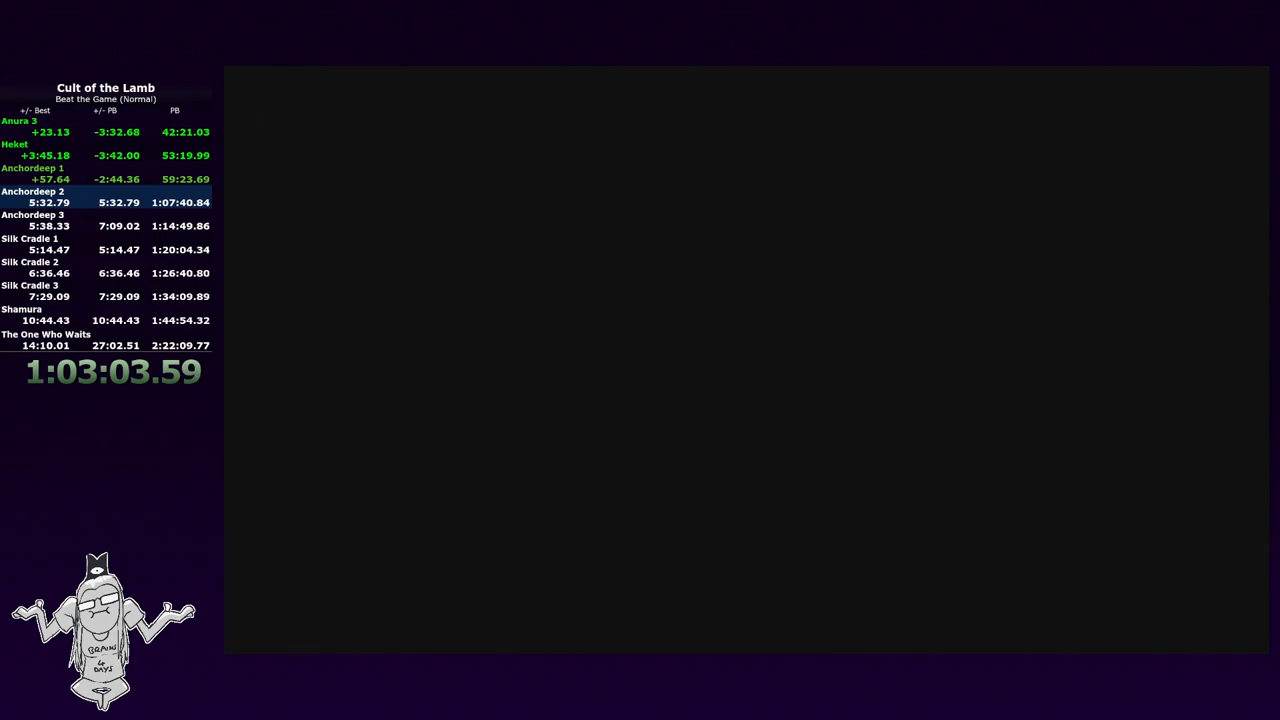 Cult of the Lamb
Beat the Game (Normal)
+/- Best +/- PB PB
Anura 3
+23.13 -3:32.68 42:21.03
Heket
+3:45.18 -3:42.00 53:19.99
Anchordeep 1
+57.64 -2:44.36 59:23.69
Anchordeep 2
5:32.79 5:32.79 1:07:40.84
Anchordeep 3
5:38.33 7:09.02 1:14:49.86
Silk Cradle 1
5:14.47 5:14.47 1:20:04.34
Silk Cradle 2
6:36.46 6:36.46 1:26:40.80
Silk Cradle 3
7:29.09 7:29.09 1:34:09.89
Shamura
10:44.43 10:44.43 1:44:54.32
The One Who Waits
14:10.01 27:02.51 2:22:09.77
1:03:03.59
BRAINS
4
DAYS